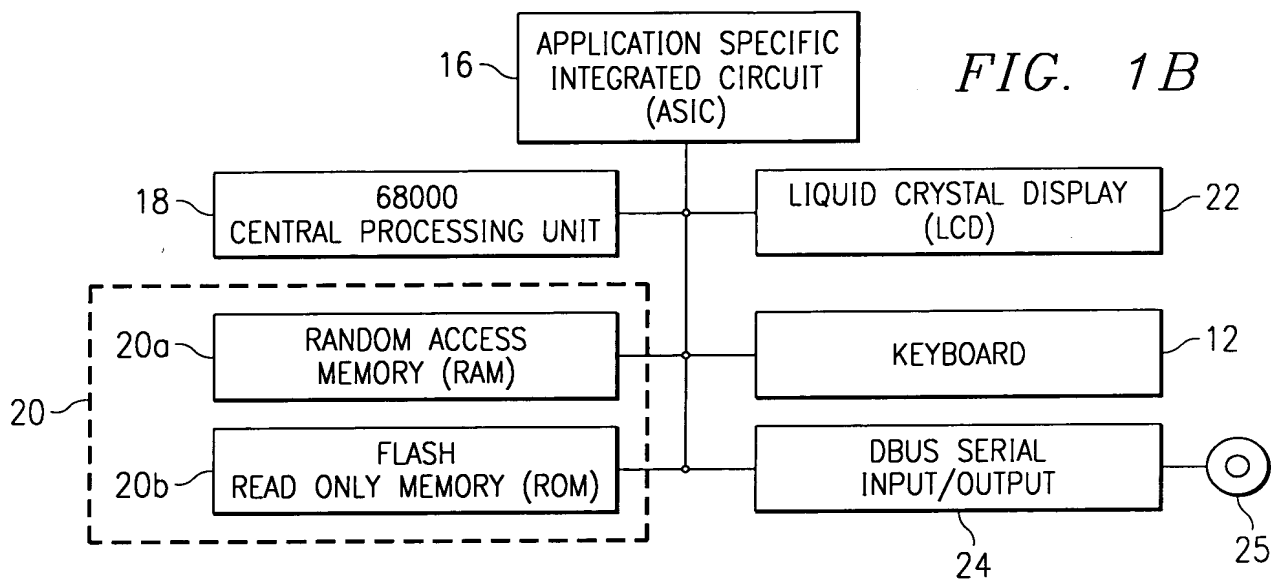 APPLICATION SPECIFIC
INTEGRATED CIRCUIT
(ASIC)
16
FIG. 1B
18
68000
CENTRAL PROCESSING UNIT
LIQUID CRYSTAL DISPLAY
(LCD)
22
20
20a
RANDOM ACCESS
MEMORY (RAM)
KEYBOARD
12
20b
FLASH
READ ONLY MEMORY (ROM)
DBUS SERIAL
INPUT/OUTPUT
24
25